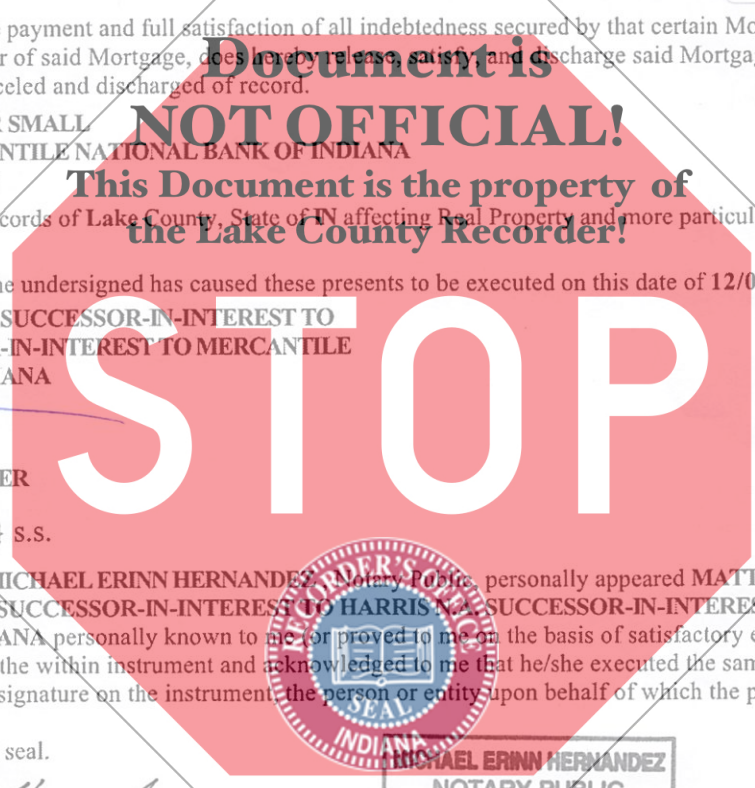 payment and full satisfaction of all indebtedness secured by that certain Mo
r of said Mortgage, does hereby release, satisfy, and discharge said Mortga
celed and discharged of record.
Document is
R SMALL
NOT OFFICIAL!
NTILE NATIONAL BANK OF INDIANA
This Document is the property of
cords of Lake County, State of IN affecting Real Property and more particul
the Lake County Recorder!
e undersigned has caused these presents to be executed on this date of 12/0
SUCCESSOR-IN-INTEREST TO
-IN-INTEREST TO MERCANTILE
IANA
STOP
ER
} s.s.
MICHAEL ERINN HERNANDEZ, Notary Public, personally appeared MATT
SUCCESSOR-IN-INTEREST TO HARRIS N.A. SUCCESSOR-IN-INTERES
IANA personally known to me (or proved to me on the basis of satisfactory e
the within instrument and acknowledged to me that he/she executed the sam
signature on the instrument, the person or entity upon behalf of which the p
RECORDER'S OFFICE
SEAL
INDIANA
seal.
MICHAEL ERINN HERNANDEZ
NOTARY PUBLIC